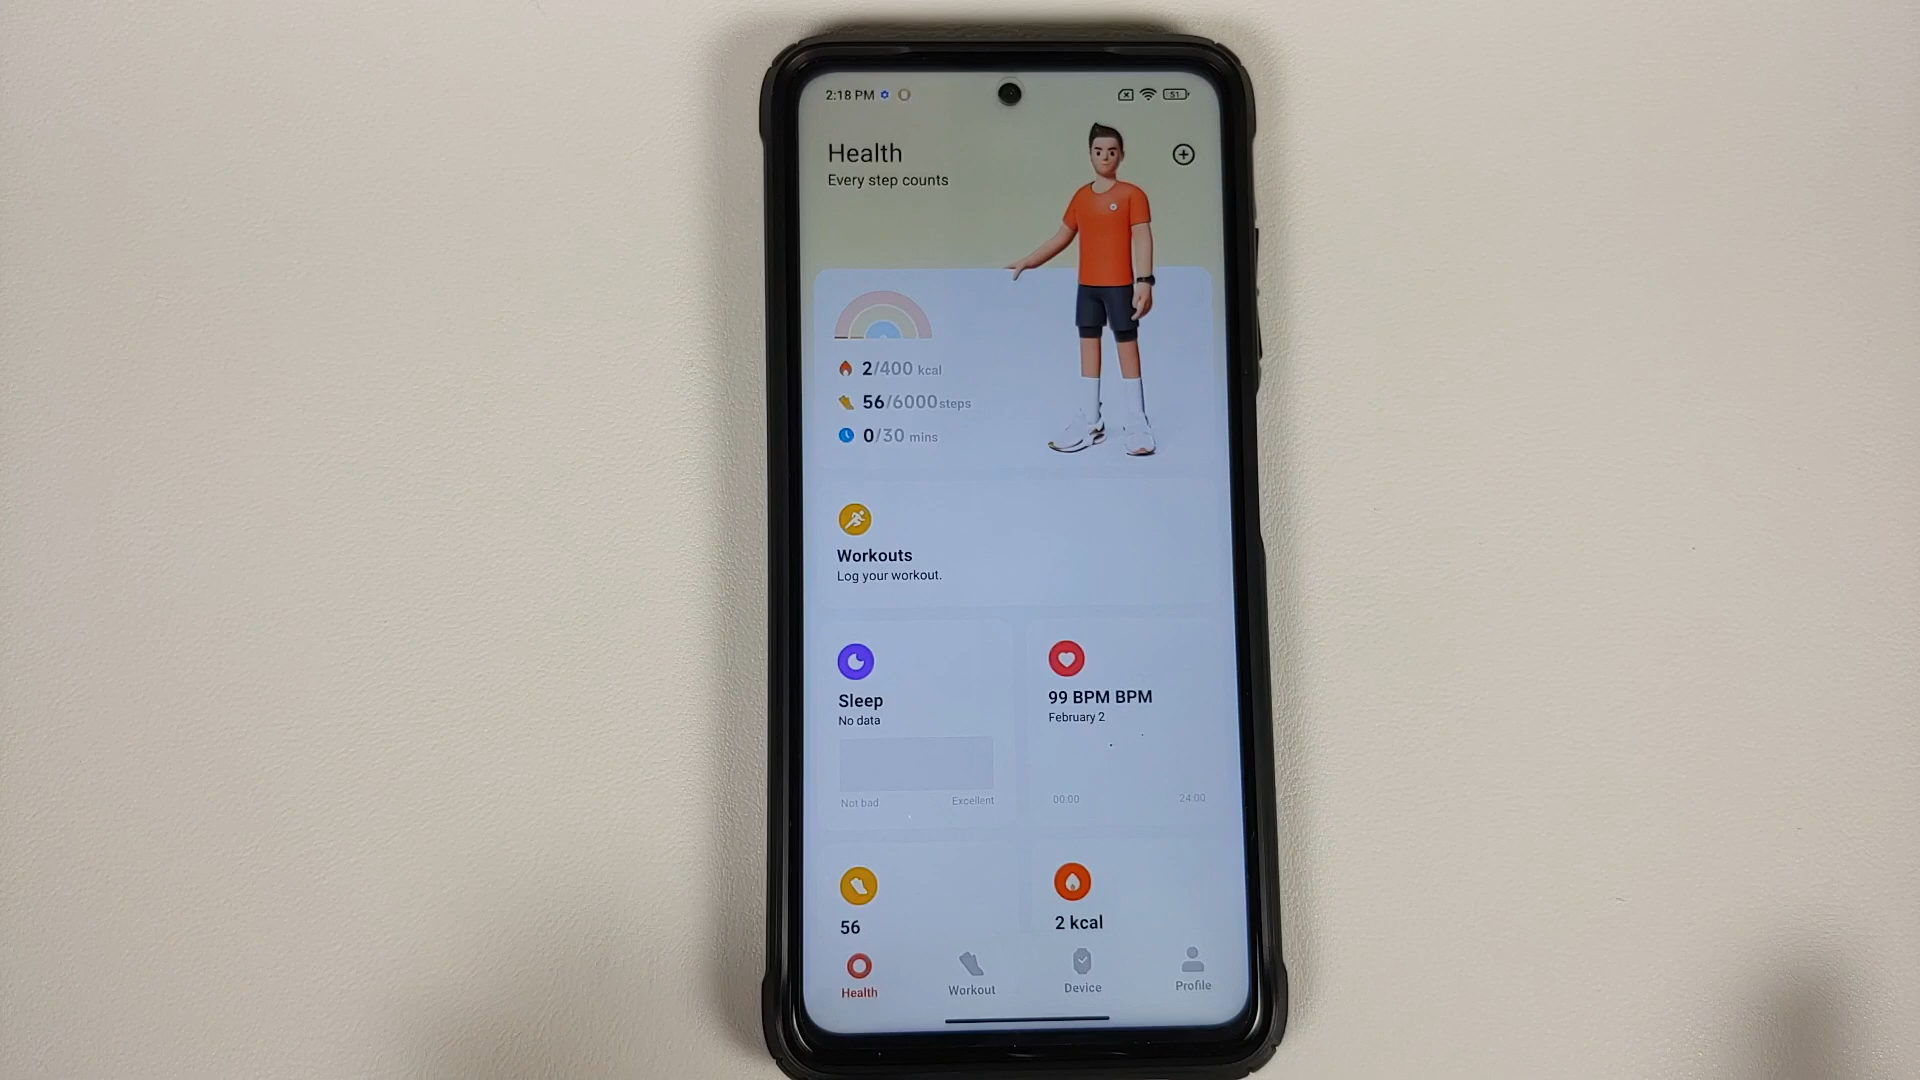 2:18 PM
51
Health
Every step counts
2/400 kcal
56/6000 steps
0/30 mins
Workouts
Log your workout.
Sleep
No data
Not bad
Excellent
99 BPM BPM
February 2
00:00
24:00
56
2 kcal
Health
Workout
Device
Profile